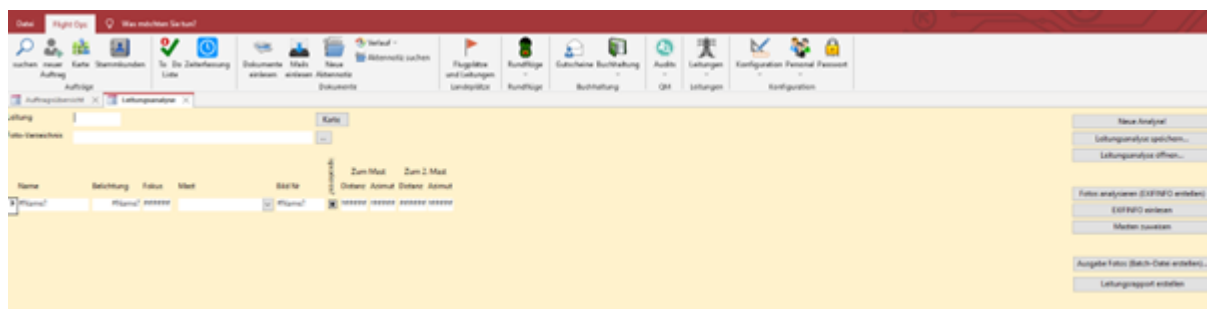 Datei Flight Ops Was möchten Sie tun?
suchen neuer Auftrag Karte Stammkunden To Do Liste Zeiterfassung Dokumente einlesen Mails einlesen Neue Aktennotiz Verlauf Aktennotiz suchen Flugplätze und Leitungen Rundflüge Gutscheine Buchhaltung Audits Leitungen Konfiguration Personal Passwort
Aufträge Dokumente Landeplätze Rundflüge Buchhaltung QM Leitungen Konfiguration
Auftragsübersicht Leitungsanalyse
Leitung Karte
Foto-Verzeichnis ...
Neue Analyse!
Leitungsanalyse speichern...
Leitungsanalyse öffnen...
Zum Mast Zum 2. Mast
Name Belichtung Fokus Mast Bild Nr Distanz Azimut Distanz Azimut
#Name? #Name? ####### #Name? ####### ####### ####### #######
Fotos analysieren (EXIFINFO erstellen)
EXIFINFO einlesen
Masten zuweisen
Ausgabe Fotos (Batch-Datei erstellen)...
Leitungsrapport erstellen